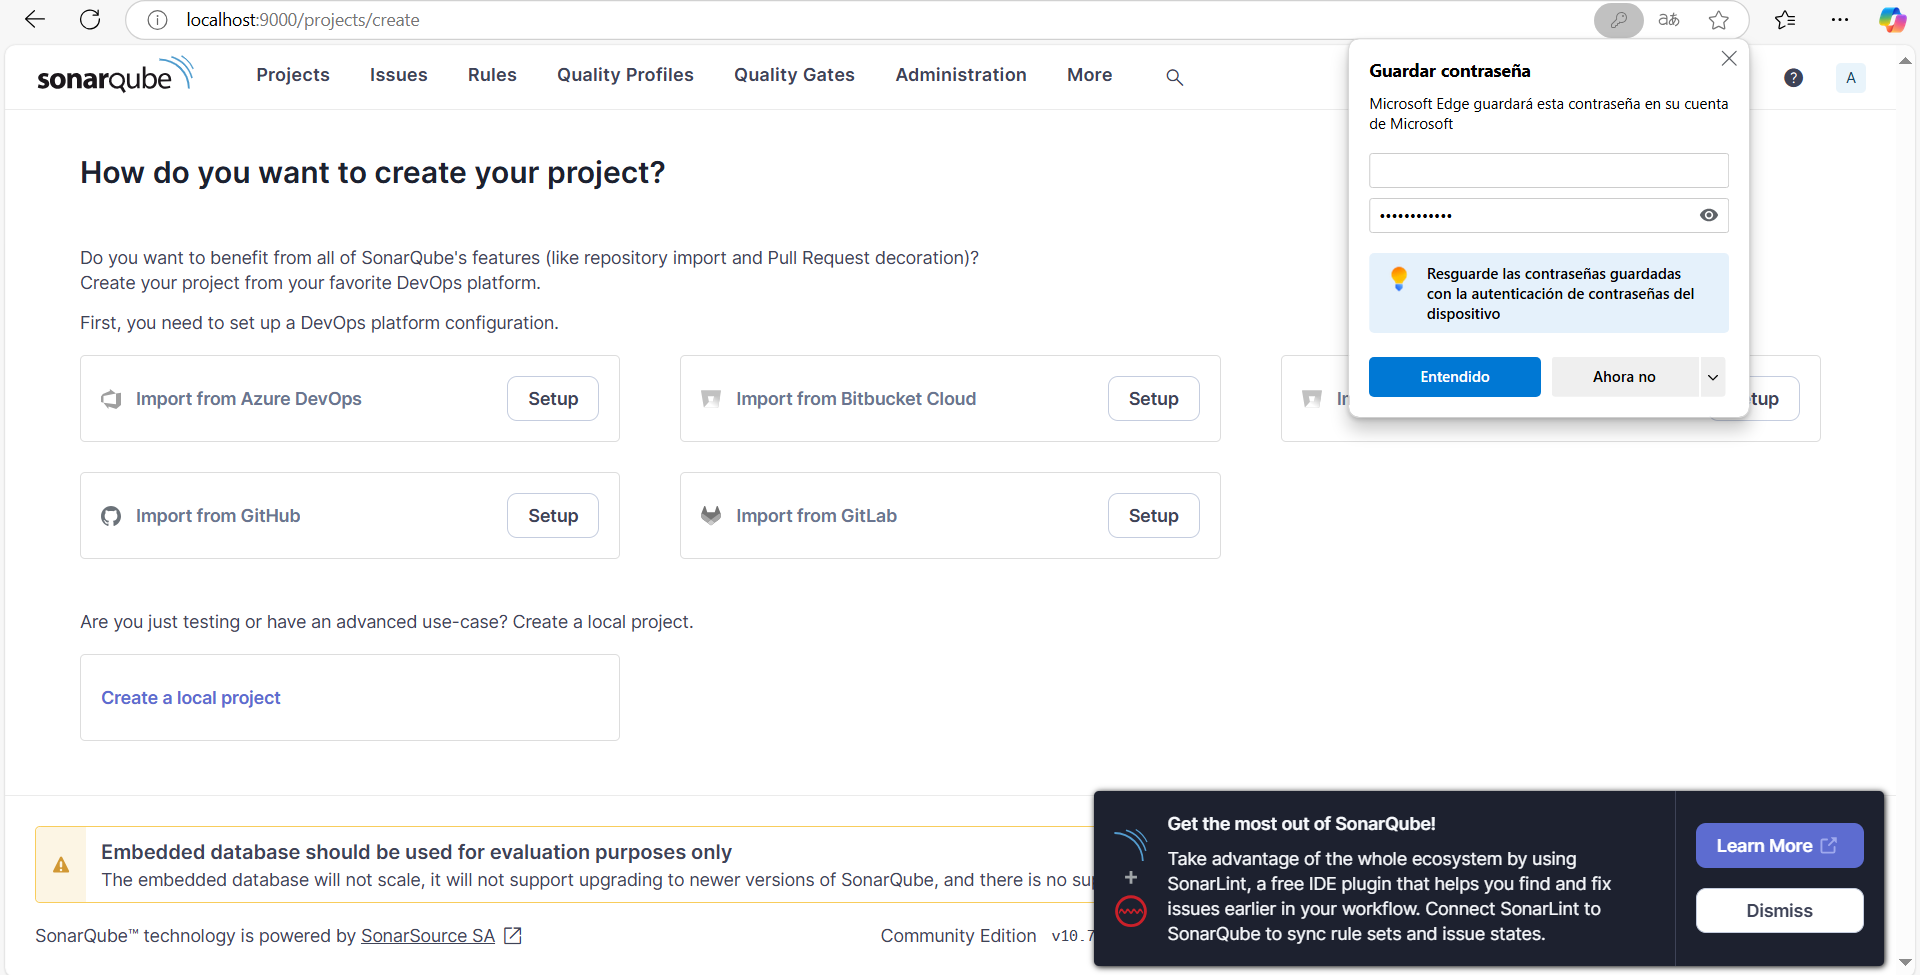 localhost:9000/projects/create
aあ
sonarqube
Projects
Issues
Rules
Quality Profiles
Quality Gates
Administration
More
?
A
Guardar contraseña
Microsoft Edge guardará esta contraseña en su cuenta
de Microsoft
••••••••••••
Resguarde las contraseñas guardadas
con la autenticación de contraseñas del
dispositivo
Entendido
Ahora no
How do you want to create your project?
Do you want to benefit from all of SonarQube's features (like repository import and Pull Request decoration)?
Create your project from your favorite DevOps platform.
First, you need to set up a DevOps platform configuration.
Import from Azure DevOps
Setup
Import from Bitbucket Cloud
Setup
Import from GitHub
Setup
Import from GitLab
Setup
Are you just testing or have an advanced use-case? Create a local project.
Create a local project
Embedded database should be used for evaluation purposes only
The embedded database will not scale, it will not support upgrading to newer versions of SonarQube, and there is no
SonarQube™ technology is powered by SonarSource SA
Community Edition
v10.7
Get the most out of SonarQube!
Take advantage of the whole ecosystem by using
SonarLint, a free IDE plugin that helps you find and fix
issues earlier in your workflow. Connect SonarLint to
SonarQube to sync rule sets and issue states.
Learn More
Dismiss